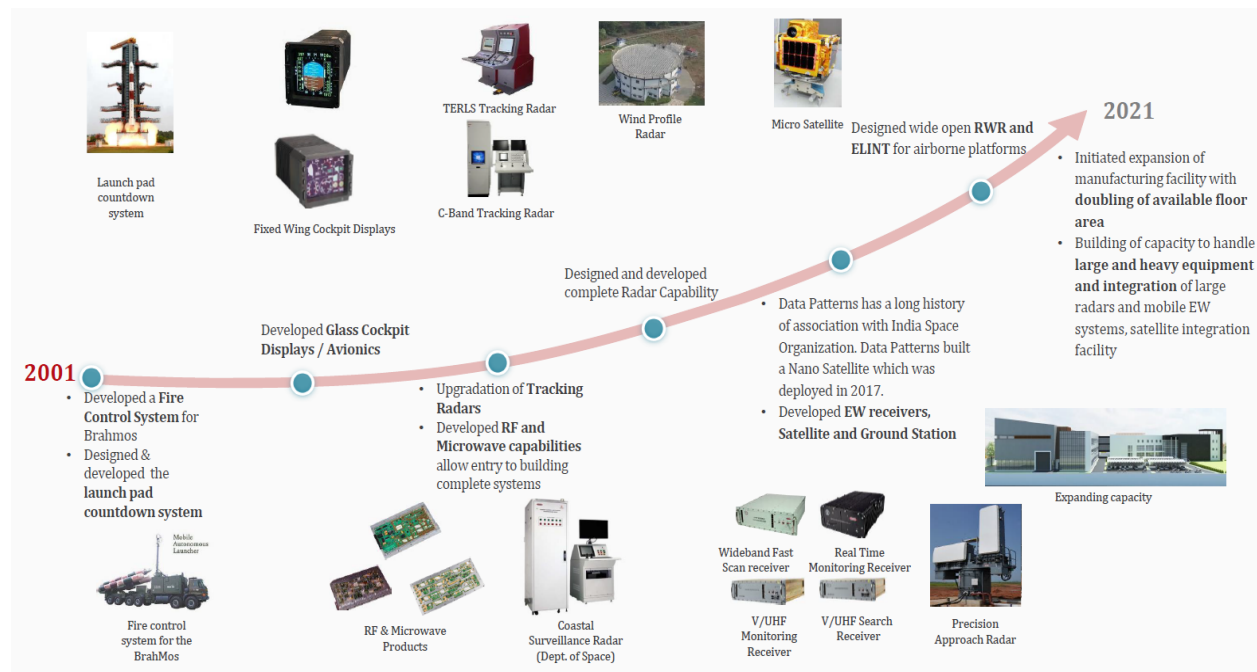 Launch pad
countdown
system
Fixed Wing Cockpit Displays
TERLS Tracking Radar
C-Band Tracking Radar
Wind Profile
Radar
Micro Satellite
Designed wide open RWR and
ELINT for airborne platforms
2021
• Initiated expansion of
manufacturing facility with
doubling of available floor
area
• Building of capacity to handle
large and heavy equipment
and integration of large
radars and mobile EW
systems, satellite integration
facility
Designed and developed
complete Radar Capability
Developed Glass Cockpit
Displays / Avionics
2001
• Developed a Fire
Control System for
Brahmos
• Designed &
developed the
launch pad
countdown system
• Upgradation of Tracking
Radars
• Developed RF and
Microwave capabilities
allow entry to building
complete systems
• Data Patterns has a long history
of association with India Space
Organization. Data Patterns built
a Nano Satellite which was
deployed in 2017.
• Developed EW receivers,
Satellite and Ground Station
Expanding capacity
Mobile
Autonomous
Launcher
Fire control
system for the
BrahMos
RF & Microwave
Products
Coastal
Surveillance Radar
(Dept. of Space)
Wideband Fast
Scan receiver
Real Time
Monitoring Receiver
V/UHF
Monitoring
Receiver
V/UHF Search
Receiver
Precision
Approach Radar